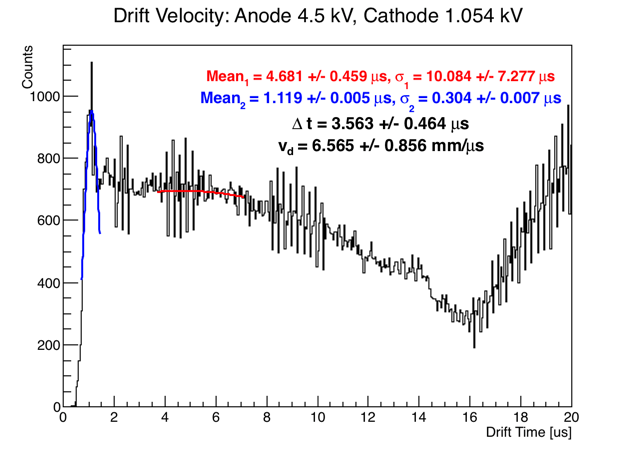 Drift Velocity: Anode 4.5 kV, Cathode 1.054 kV
Counts
Mean₁ = 4.681 +/- 0.459 μs, σ₁ = 10.084 +/- 7.277 μs
Mean₂ = 1.119 +/- 0.005 μs, σ₂ = 0.304 +/- 0.007 μs
Δ t = 3.563 +/- 0.464 μs
v_d = 6.565 +/- 0.856 mm/μs
1000
800
600
400
200
0
0 2 4 6 8 10 12 14 16 18 20
Drift Time [us]